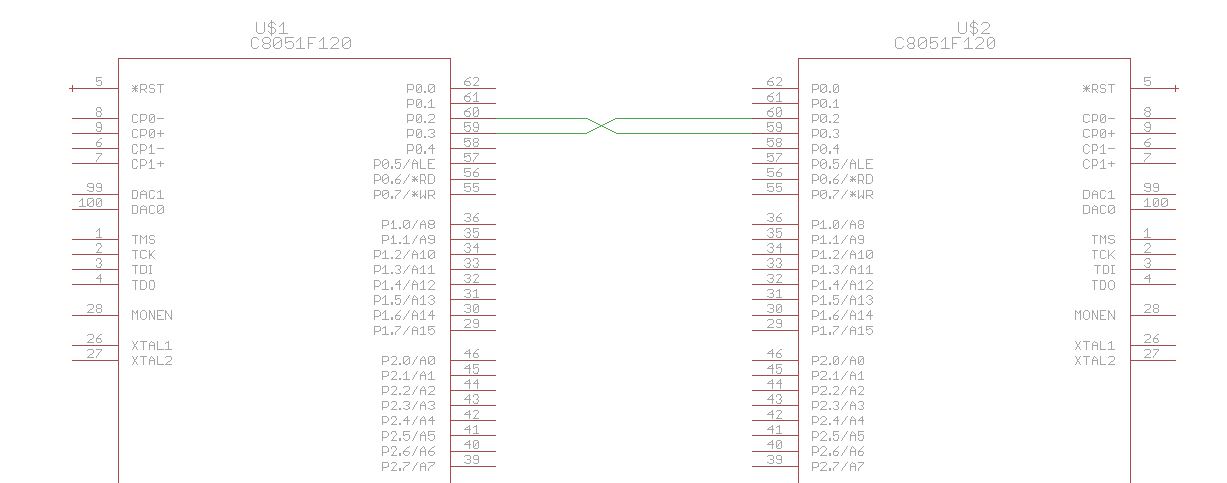 U$1 U$2
C8051F120 C8051F120
5 *RST P0.0 62 62 P0.0 *RST 5
P0.1 61 61 P0.1
8 CP0- P0.2 60 60 P0.2 CP0- 8
9 CP0+ P0.3 59 59 P0.3 CP0+ 9
6 CP1- P0.4 58 58 P0.4 CP1- 6
7 CP1+ P0.5/ALE 57 57 P0.5/ALE CP1+ 7
P0.6/*RD 56 56 P0.6/*RD
99 DAC1 P0.7/*WR 55 55 P0.7/*WR DAC1 99
100 DAC0 DAC0 100
P1.0/A8 36 36 P1.0/A8
1 TMS P1.1/A9 35 35 P1.1/A9 TMS 1
2 TCK P1.2/A10 34 34 P1.2/A10 TCK 2
3 TDI P1.3/A11 33 33 P1.3/A11 TDI 3
4 TDO P1.4/A12 32 32 P1.4/A12 TDO 4
P1.5/A13 31 31 P1.5/A13
28 MONEN P1.6/A14 30 30 P1.6/A14 MONEN 28
P1.7/A15 29 29 P1.7/A15
26 XTAL1 XTAL1 26
27 XTAL2 P2.0/A0 46 46 P2.0/A0 XTAL2 27
P2.1/A1 45 45 P2.1/A1
P2.2/A2 44 44 P2.2/A2
P2.3/A3 43 43 P2.3/A3
P2.4/A4 42 42 P2.4/A4
P2.5/A5 41 41 P2.5/A5
P2.6/A6 40 40 P2.6/A6
P2.7/A7 39 39 P2.7/A7